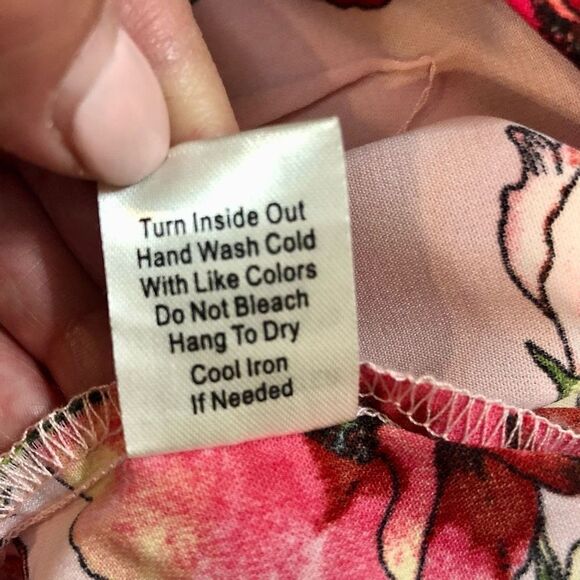 Turn Inside Out
Hand Wash Cold
With Like Colors
Do Not Bleach
Hang To Dry
Cool Iron
If Needed